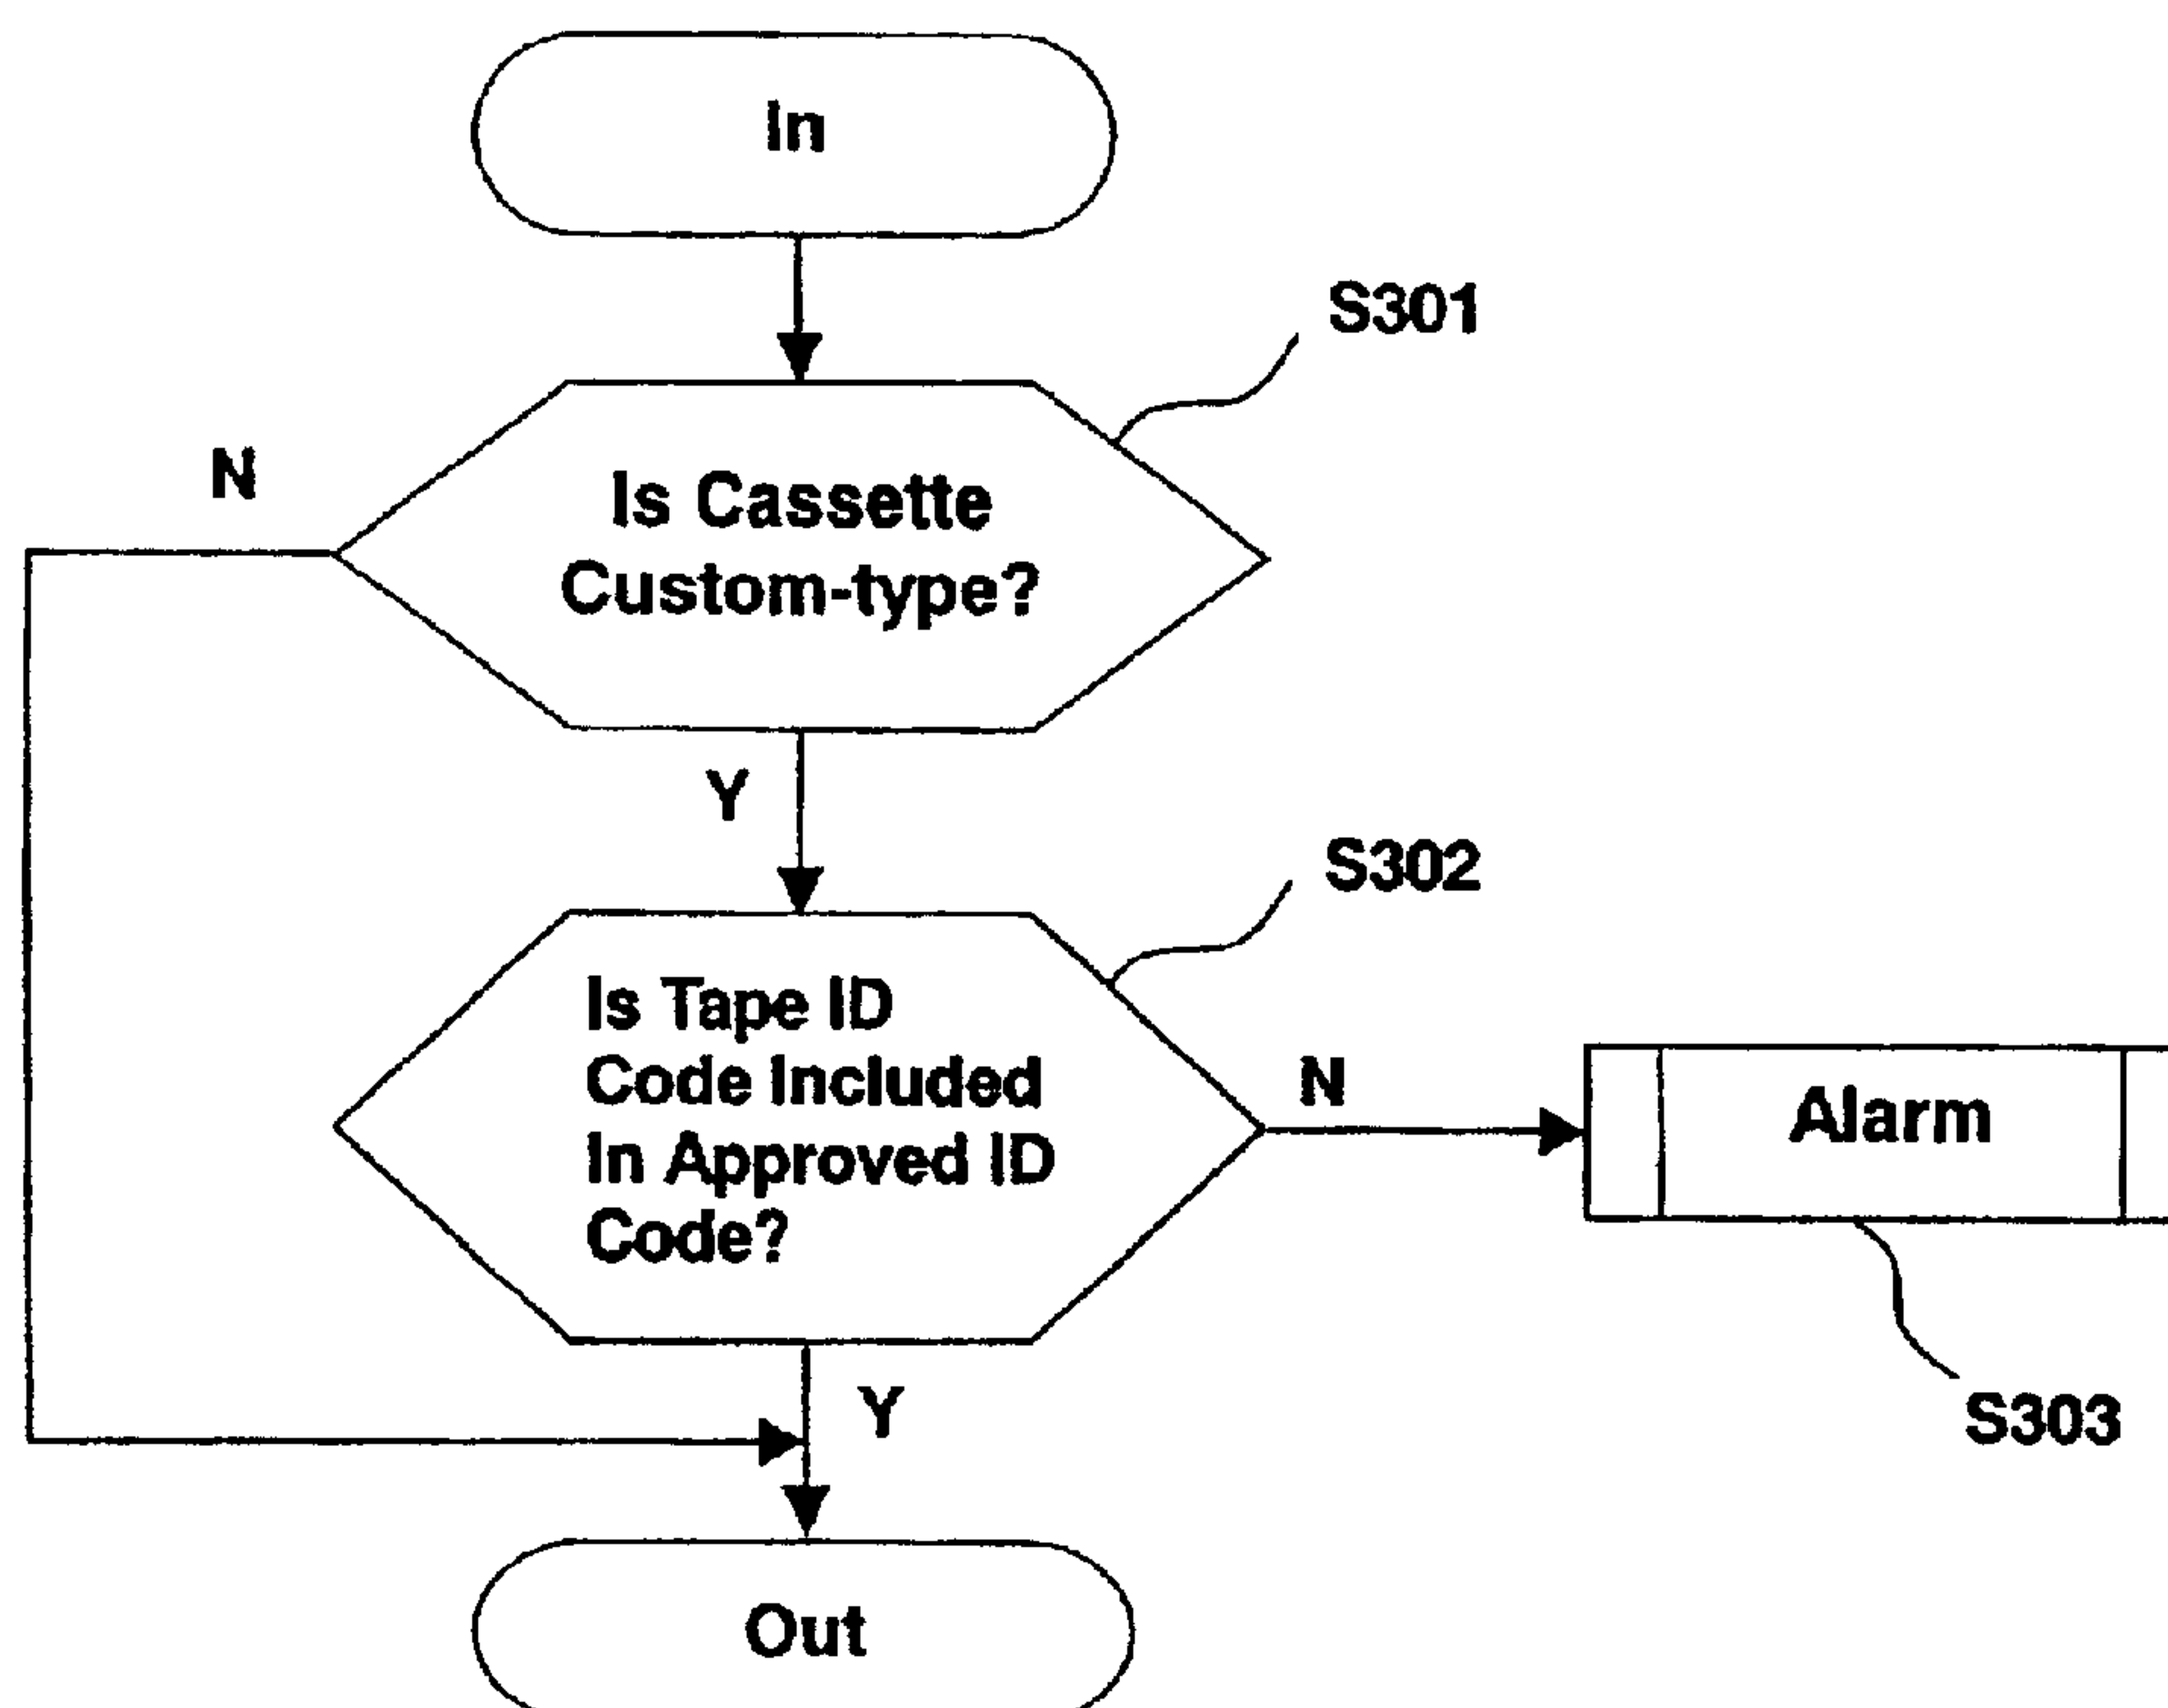 In
S301
N
Is Cassette
Custom-type?
Y
S302
Is Tape ID
Code Included
In Approved ID
Code?
N
Alarm
Y
S303
Out